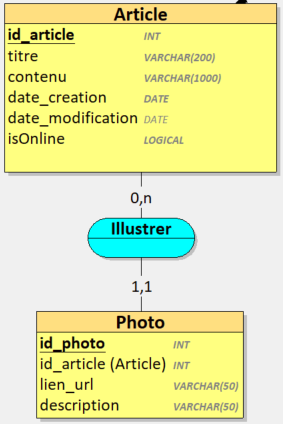 Article
id_article INT
titre VARCHAR(200)
contenu VARCHAR(1000)
date_creation DATE
date_modification DATE
isOnline LOGICAL
0,n
Illustrer
1,1
Photo
id_photo INT
id_article (Article) INT
lien_url VARCHAR(50)
description VARCHAR(50)